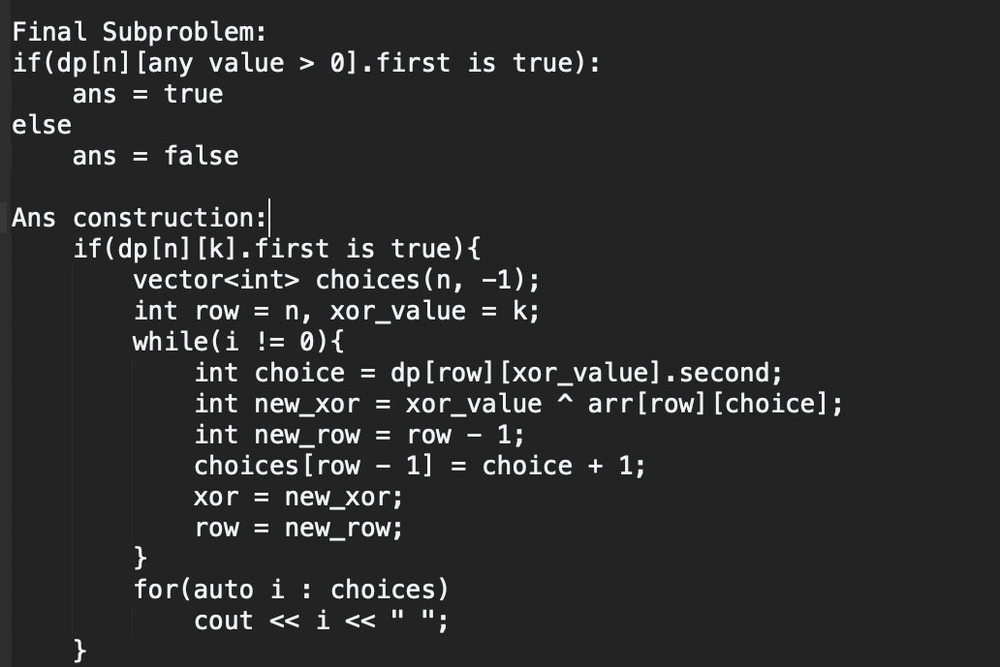 Final Subproblem:
if(dp[n][any value > 0].first is true):
    ans = true
else
    ans = false

Ans construction:
    if(dp[n][k].first is true){
        vector<int> choices(n, -1);
        int row = n, xor_value = k;
        while(i != 0){
            int choice = dp[row][xor_value].second;
            int new_xor = xor_value ^ arr[row][choice];
            int new_row = row - 1;
            choices[row - 1] = choice + 1;
            xor = new_xor;
            row = new_row;
        }
        for(auto i : choices)
            cout << i << " ";
    }